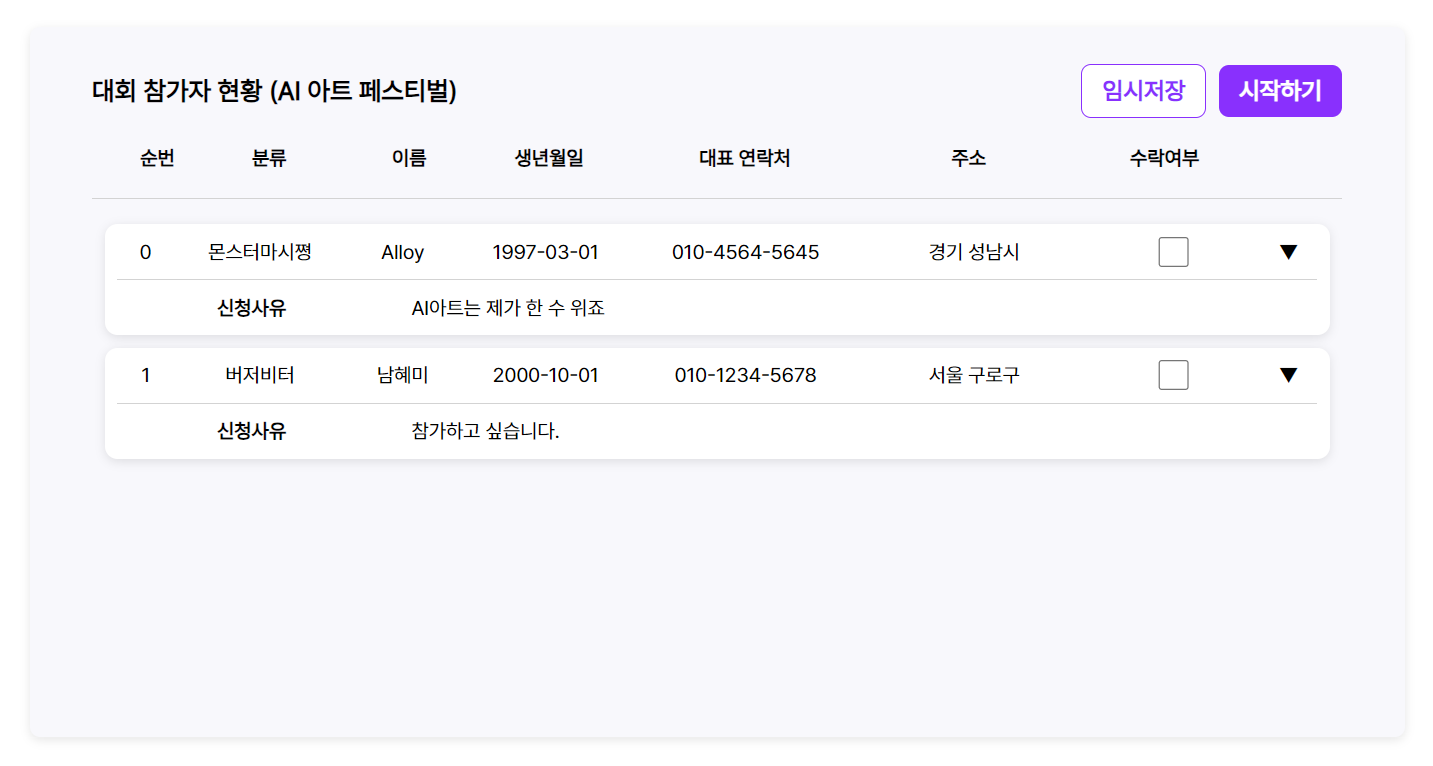 대회 참가자 현황 (AI 아트 페스티벌) 임시저장 시작하기
순번 분류 이름 생년월일 대표 연락처 주소 수락여부
0 몬스터마시쪙 Alloy 1997-03-01 010-4564-5645 경기 성남시 ▼
신청사유 AI아트는 제가 한 수 위죠
1 버저비터 남혜미 2000-10-01 010-1234-5678 서울 구로구 ▼
신청사유 참가하고 싶습니다.